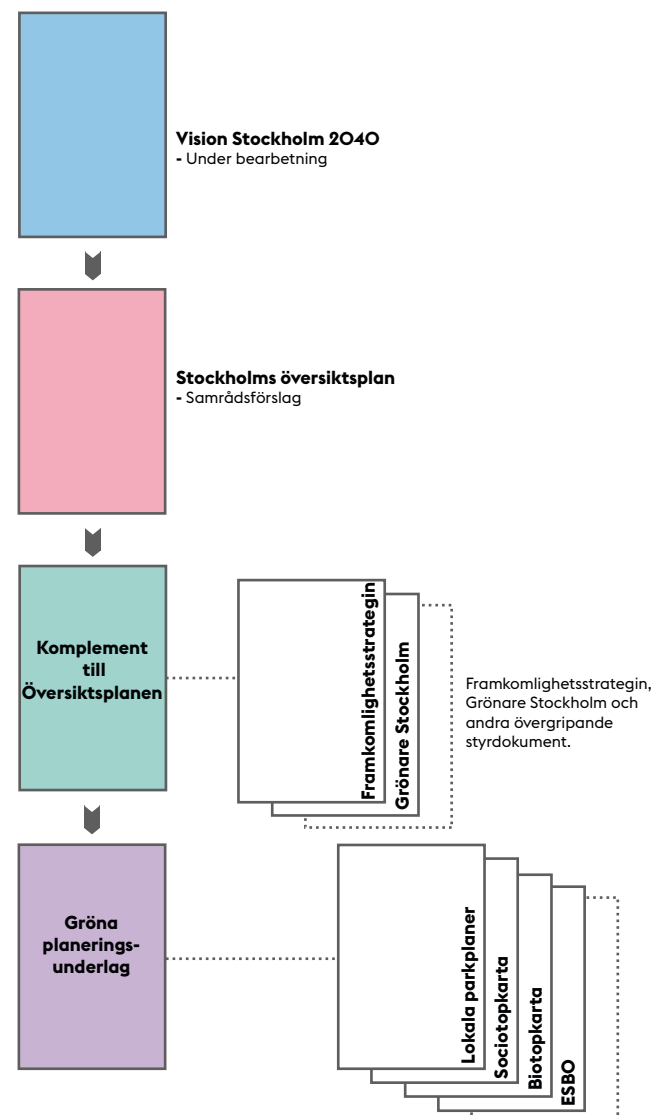 Vision Stockholm 2040
- Under bearbetning
Stockholms översiktsplan
- Samrådsförslag
Komplement
till
Översiktsplanen
Framkomlighetsstrategin
Grönare Stockholm
Framkomlighetsstrategin,
Grönare Stockholm och
andra övergripande
styrdokument.
Gröna
planerings-
underlag
Lokala parkplaner
Sociotopkarta
Biotopkarta
ESBO